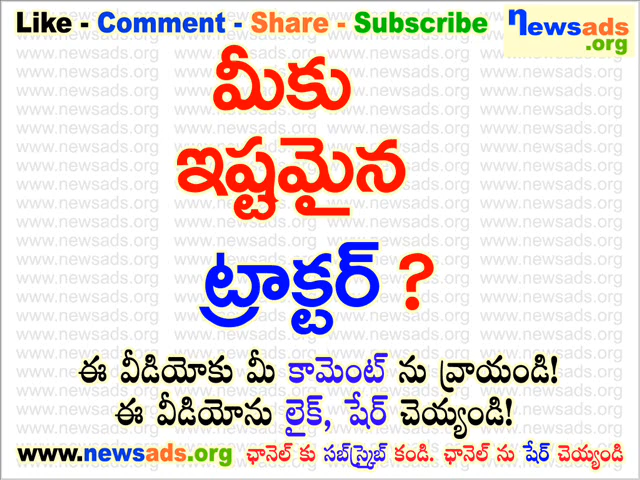 Like - Comment - Share - Subscribe
newsads
.org
మీకు
ఇష్టమైన
ట్రాక్టర్ ?
ఈ వీడియోకు మీ కామెంట్ ను వ్రాయండి!
ఈ వీడియోను లైక్, షేర్ చెయ్యండి!
www.newsads.org ఛానెల్ కు సబ్‌స్క్రైబ్ కండి. ఛానెల్ ను షేర్ చెయ్యండి